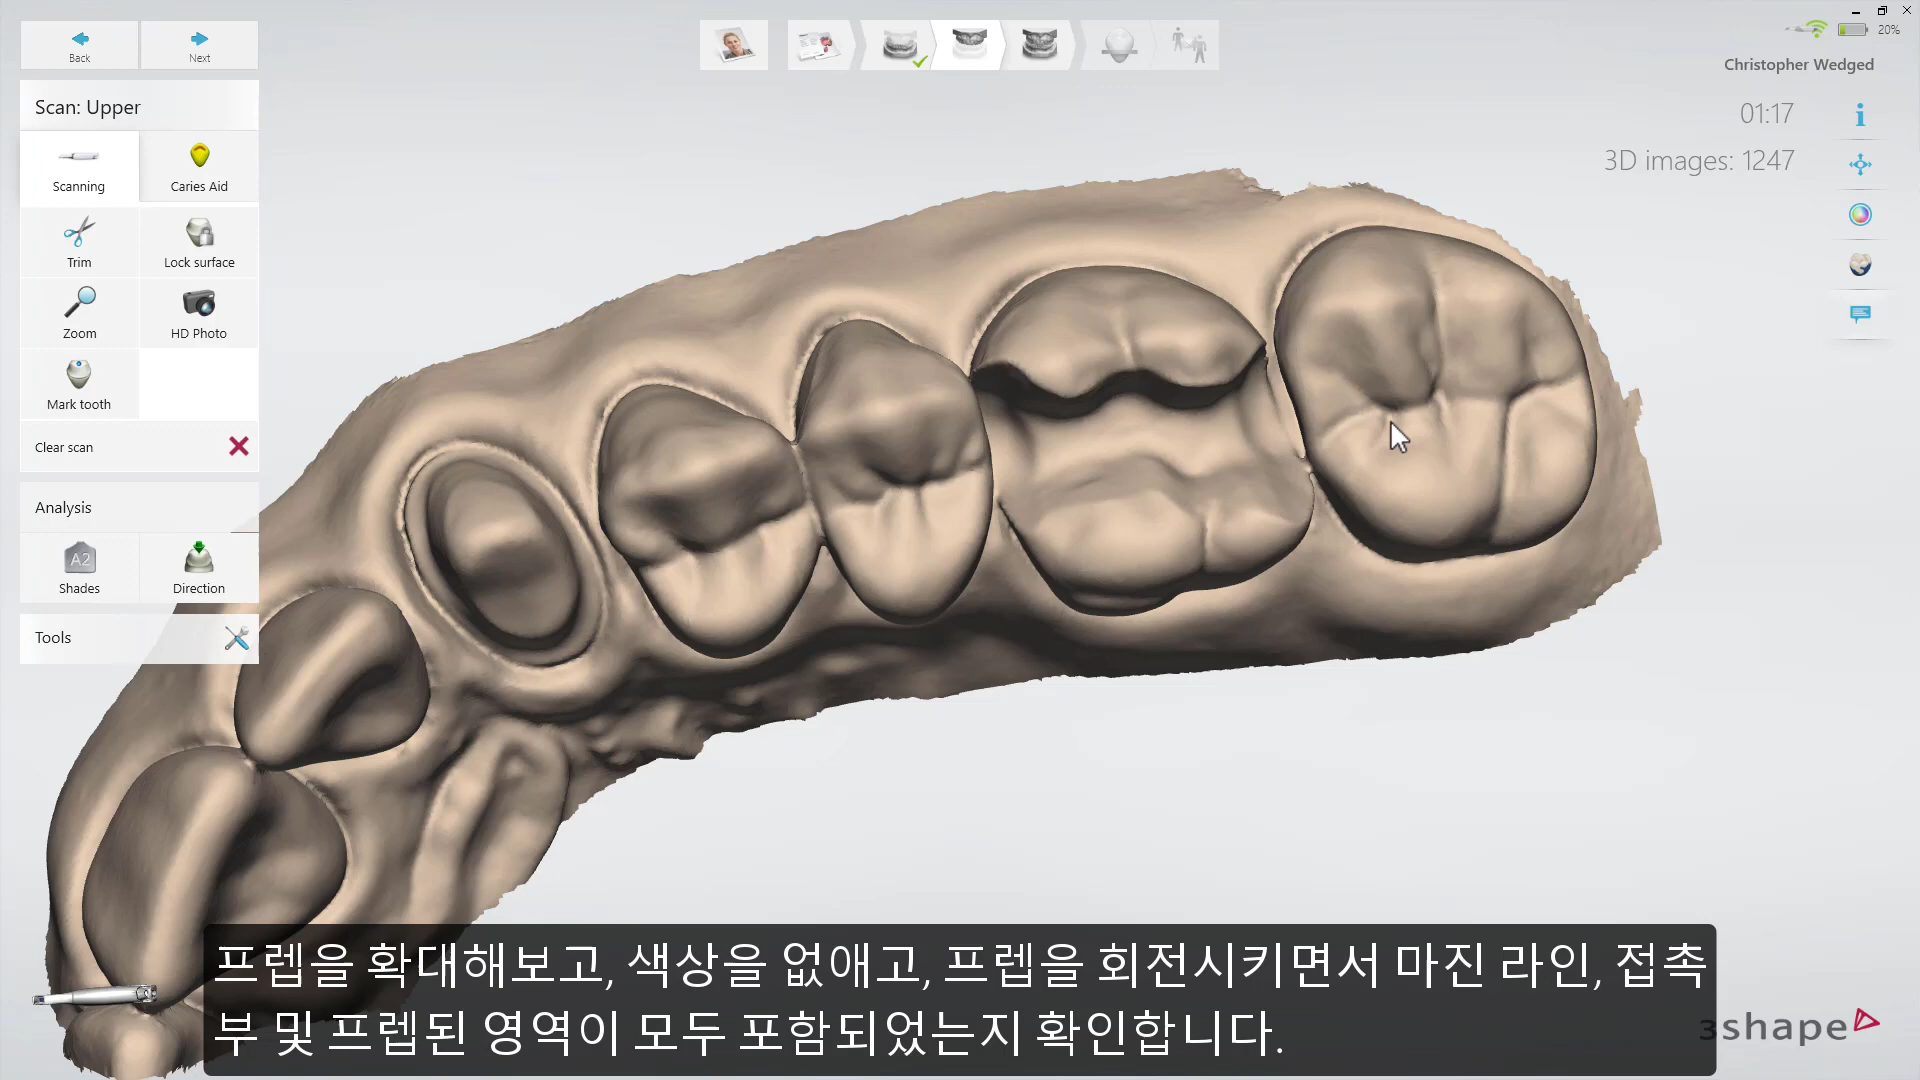 Back
Next
20%
Christopher Wedged
01:17
3D images: 1247
Scan: Upper
Scanning
Caries Aid
Trim
Lock surface
Zoom
HD Photo
Mark tooth
Clear scan
Analysis
A2
Shades
Direction
Tools
프렙을 확대해보고, 색상을 없애고, 프렙을 회전시키면서 마진 라인, 접촉
부 및 프렙된 영역이 모두 포함되었는지 확인합니다.
3shape